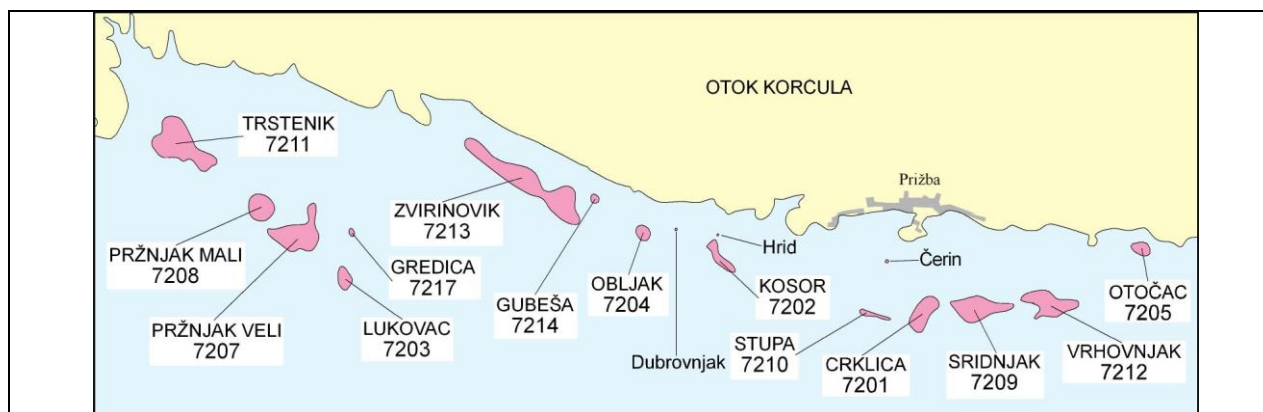 OTOK KORCULA
TRSTENIK
7211
Prižba
ZVIRINOVIK
7213
PRŽNJAK MALI
7208
GREDICA
7217
Hrid
Čerin
OBLJAK
7204
KOSOR
7202
OTOČAC
7205
GUBEŠA
7214
PRŽNJAK VELI
7207
LUKOVAC
7203
Dubrovnjak
STUPA
7210
CRKLICA
7201
SRIDNJAK
7209
VRHOVNJAK
7212